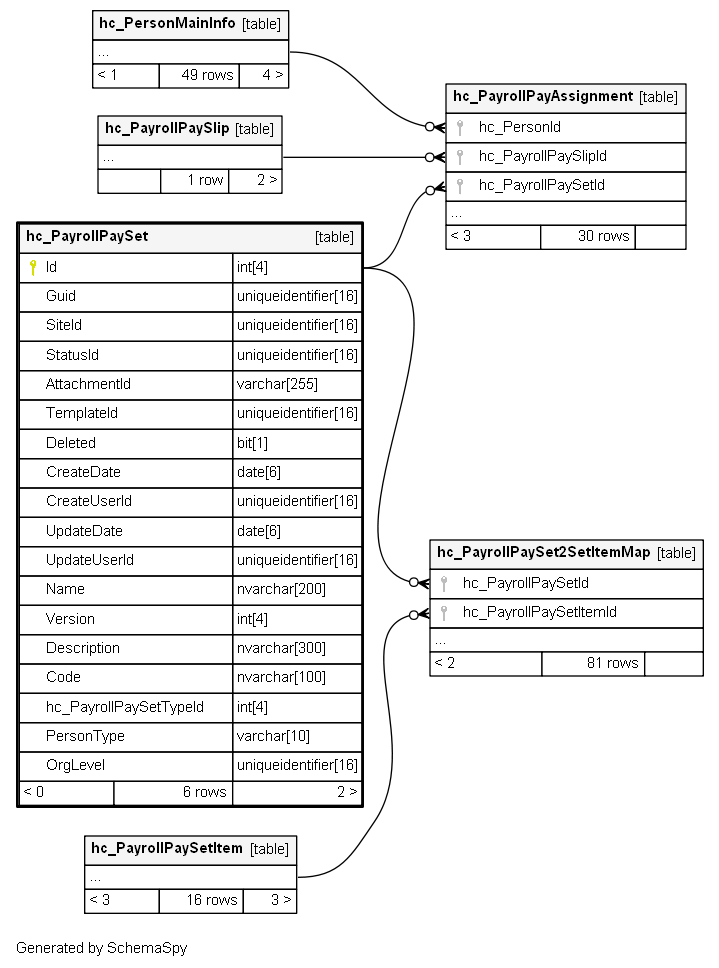 hc_PersonMainInfo [table]
...
< 1 49 rows 4 >
hc_PayrollPayAssignment [table]
hc_PersonId
hc_PayrollPaySlipId
hc_PayrollPaySetId
...
< 3 30 rows
hc_PayrollPaySlip [table]
...
1 row 2 >
hc_PayrollPaySet [table]
Id int[4]
Guid uniqueidentifier[16]
SiteId uniqueidentifier[16]
StatusId uniqueidentifier[16]
AttachmentId varchar[255]
TemplateId uniqueidentifier[16]
Deleted bit[1]
CreateDate date[6]
CreateUserId uniqueidentifier[16]
UpdateDate date[6]
UpdateUserId uniqueidentifier[16]
Name nvarchar[200]
Version int[4]
Description nvarchar[300]
Code nvarchar[100]
hc_PayrollPaySetTypeId int[4]
PersonType varchar[10]
OrgLevel uniqueidentifier[16]
< 0 6 rows 2 >
hc_PayrollPaySet2SetItemMap [table]
hc_PayrollPaySetId
hc_PayrollPaySetItemId
...
< 2 81 rows
hc_PayrollPaySetItem [table]
...
< 3 16 rows 3 >
Generated by SchemaSpy